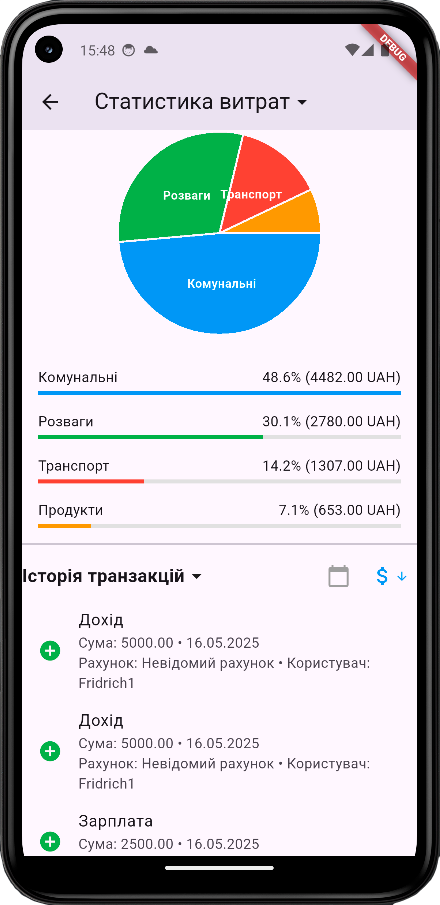 15:48
DEBUG
Статистика витрат
Розваги
Транспорт
Комунальні
Комунальні 48.6% (4482.00 UAH)
Розваги 30.1% (2780.00 UAH)
Транспорт 14.2% (1307.00 UAH)
Продукти 7.1% (653.00 UAH)
Історія транзакцій
Дохід
Сума: 5000.00 • 16.05.2025
Рахунок: Невідомий рахунок • Користувач:
Fridrich1
Дохід
Сума: 5000.00 • 16.05.2025
Рахунок: Невідомий рахунок • Користувач:
Fridrich1
Зарплата
Сума: 2500.00 • 16.05.2025